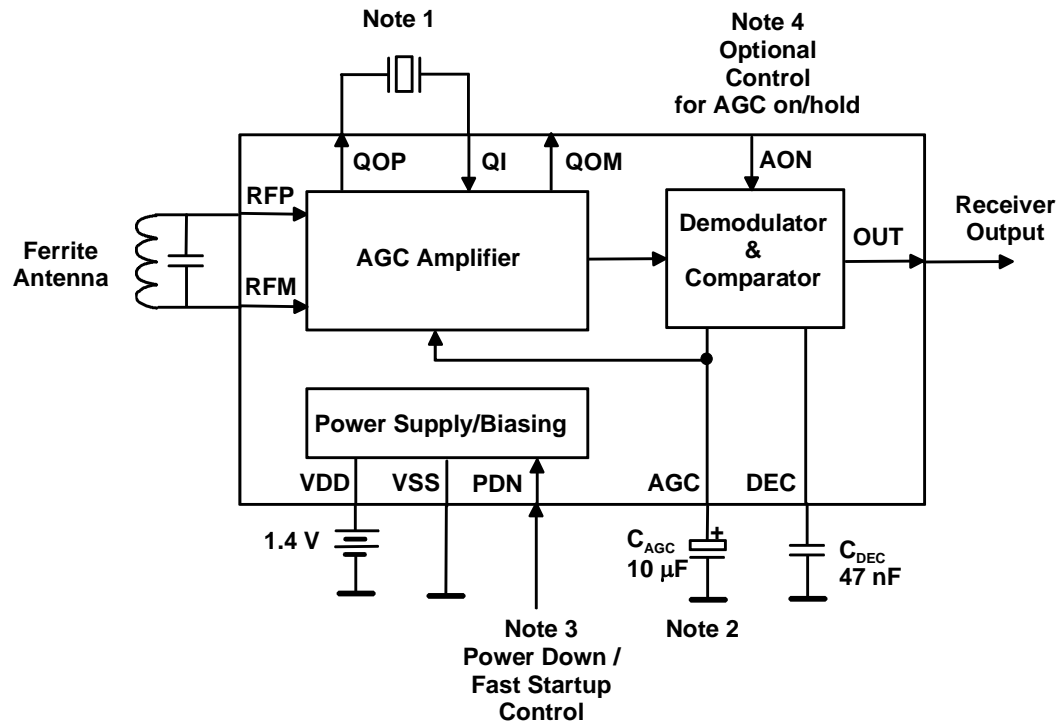 Note 1
Note 4
Optional
Control
for AGC on/hold
QOP
QI
QOM
AON
RFP
RFM
Ferrite
Antenna
AGC Amplifier
Demodulator
&
Comparator
OUT
Receiver
Output
Power Supply/Biasing
VDD
VSS
PDN
AGC
DEC
1.4 V
CAGC
10 μF
+
CDEC
47 nF
Note 3
Power Down /
Fast Startup
Control
Note 2